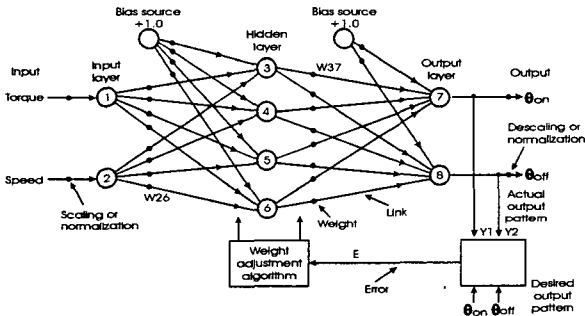 Bias source
+1.0
Bias source
+1.0
Hidden
layer
Input
Input
layer
W37
Output
layer
Output
Torque
1
3
7
θon
4
Descaling or
normalization
Speed
2
5
8
θoff
W26
Scaling or
normalization
6
Weight
Link
Actual
output
pattern
Y1
Y2
Weight
adjustment
algorithm
E
Error
Desired
output
pattern
θon θoff